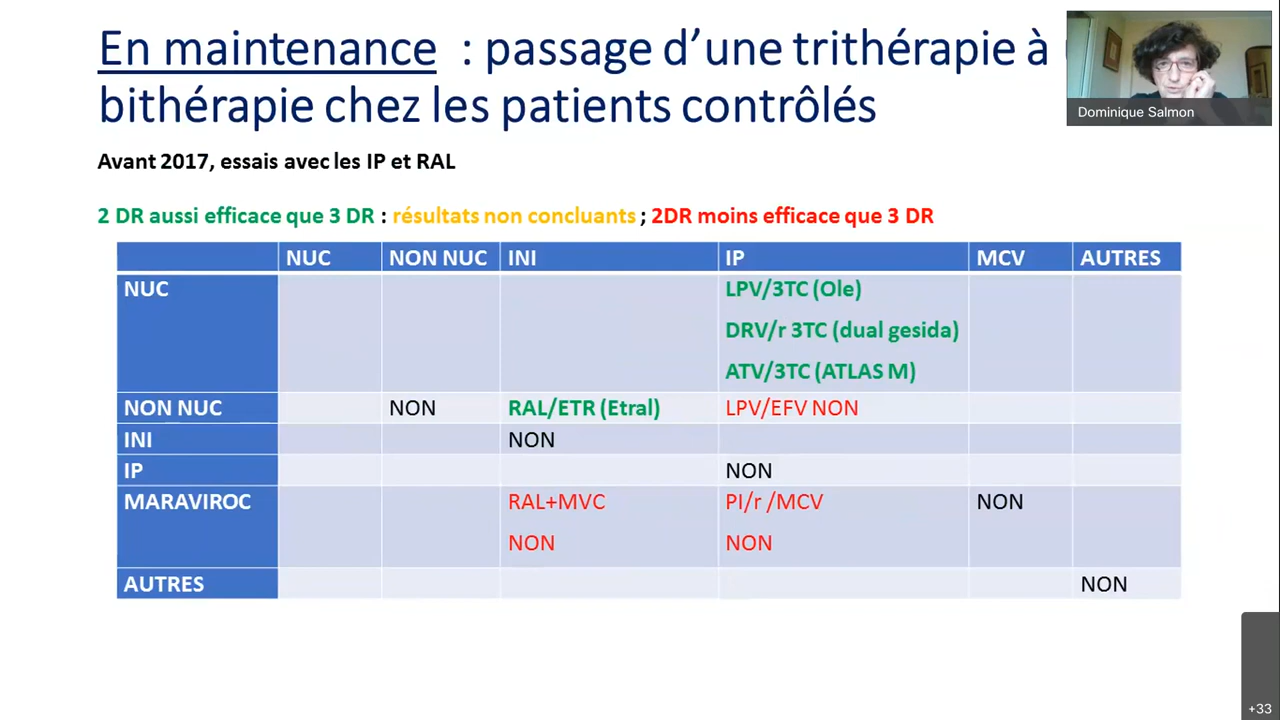 En maintenance : passage d’une trithérapie à
bithérapie chez les patients contrôlés
Dominique Salmon
Avant 2017, essais avec les IP et RAL
2 DR aussi efficace que 3 DR : résultats non concluants ; 2DR moins efficace que 3 DR
NUC NON NUC INI IP MCV AUTRES
NUC LPV/3TC (Ole)
DRV/r 3TC (dual gesida)
ATV/3TC (ATLAS M)
NON NUC NON RAL/ETR (Etral) LPV/EFV NON
INI NON
IP NON
MARAVIROC RAL+MVC PI/r /MCV NON
NON NON
AUTRES NON
+33